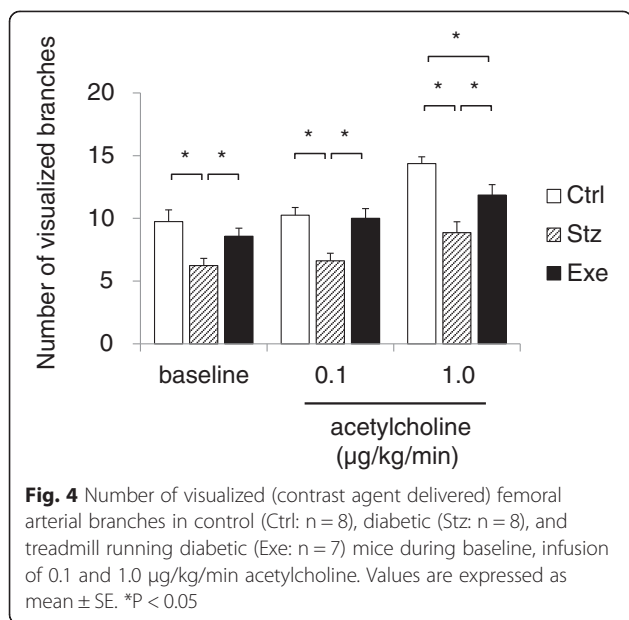 *
* * * * * *
20
15
10
5
0
Number of visualized branches
Ctrl
Stz
Exe
baseline 0.1 1.0
acetylcholine
(µg/kg/min)
Fig. 4 Number of visualized (contrast agent delivered) femoral
arterial branches in control (Ctrl: n = 8), diabetic (Stz: n = 8), and
treadmill running diabetic (Exe: n = 7) mice during baseline, infusion
of 0.1 and 1.0 µg/kg/min acetylcholine. Values are expressed as
mean ± SE. *P < 0.05